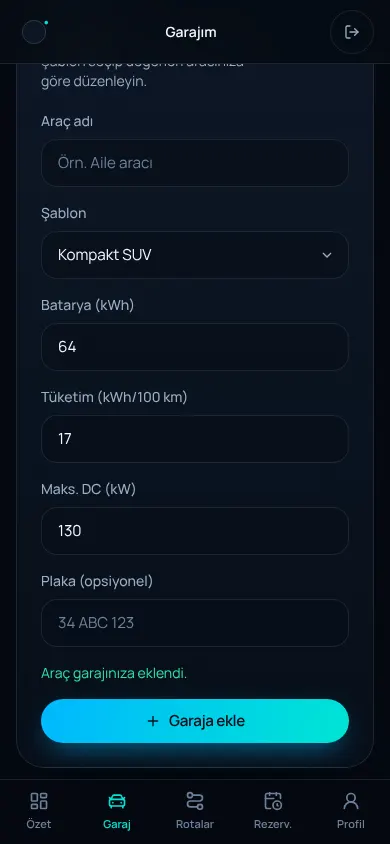 Garajım
göre düzenleyin.
Araç adı
Örn. Aile aracı
Şablon
Kompakt SUV
Batarya (kWh)
64
Tüketim (kWh/100 km)
17
Maks. DC (kW)
130
Plaka (opsiyonel)
34 ABC 123
Araç garajınıza eklendi.
+ Garaja ekle
Özet
Garaj
Rotalar
Rezerv.
Profil